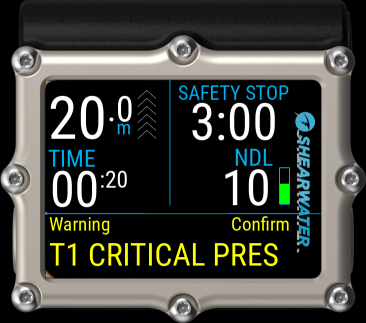 20.0 m
SAFETY STOP
3:00
TIME
00:20
NDL
10
SHEARWATER
Warning
Confirm
T1 CRITICAL PRES